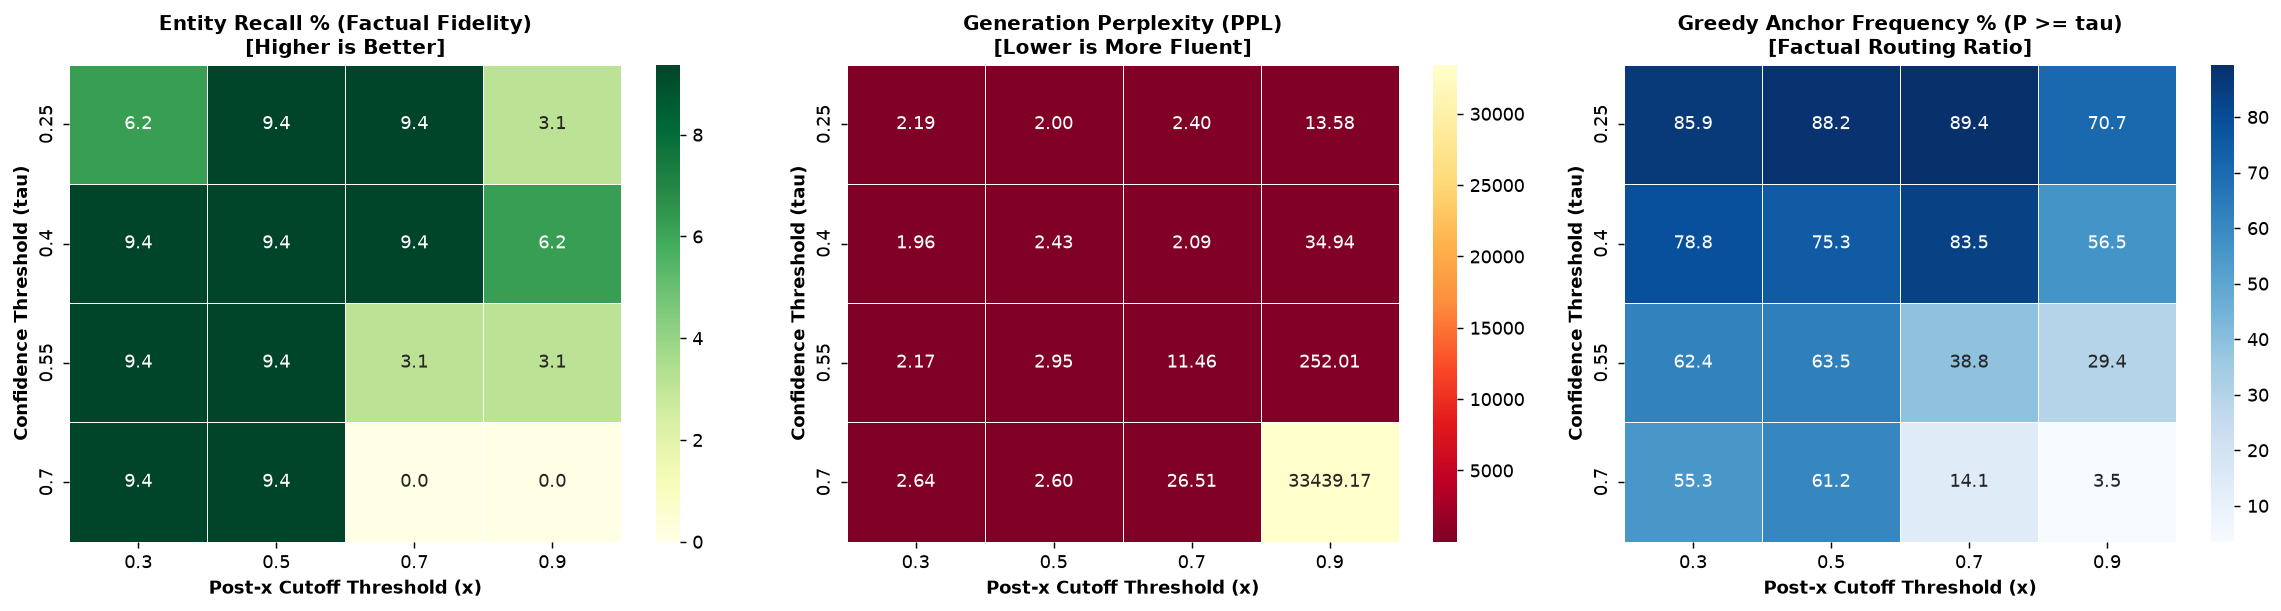 Entity Recall % (Factual Fidelity)
[Higher is Better]
Confidence Threshold (tau)
0.25
0.4
0.55
0.7
6.2 9.4 9.4 3.1
9.4 9.4 9.4 6.2
9.4 9.4 3.1 3.1
9.4 9.4 0.0 0.0
0.3 0.5 0.7 0.9
Post-x Cutoff Threshold (x)
8
6
4
2
0
Generation Perplexity (PPL)
[Lower is More Fluent]
Confidence Threshold (tau)
0.25
0.4
0.55
0.7
2.19 2.00 2.40 13.58
1.96 2.43 2.09 34.94
2.17 2.95 11.46 252.01
2.64 2.60 26.51 33439.17
0.3 0.5 0.7 0.9
Post-x Cutoff Threshold (x)
30000
25000
20000
15000
10000
5000
Greedy Anchor Frequency % (P >= tau)
[Factual Routing Ratio]
Confidence Threshold (tau)
0.25
0.4
0.55
0.7
85.9 88.2 89.4 70.7
78.8 75.3 83.5 56.5
62.4 63.5 38.8 29.4
55.3 61.2 14.1 3.5
0.3 0.5 0.7 0.9
Post-x Cutoff Threshold (x)
80
70
60
50
40
30
20
10